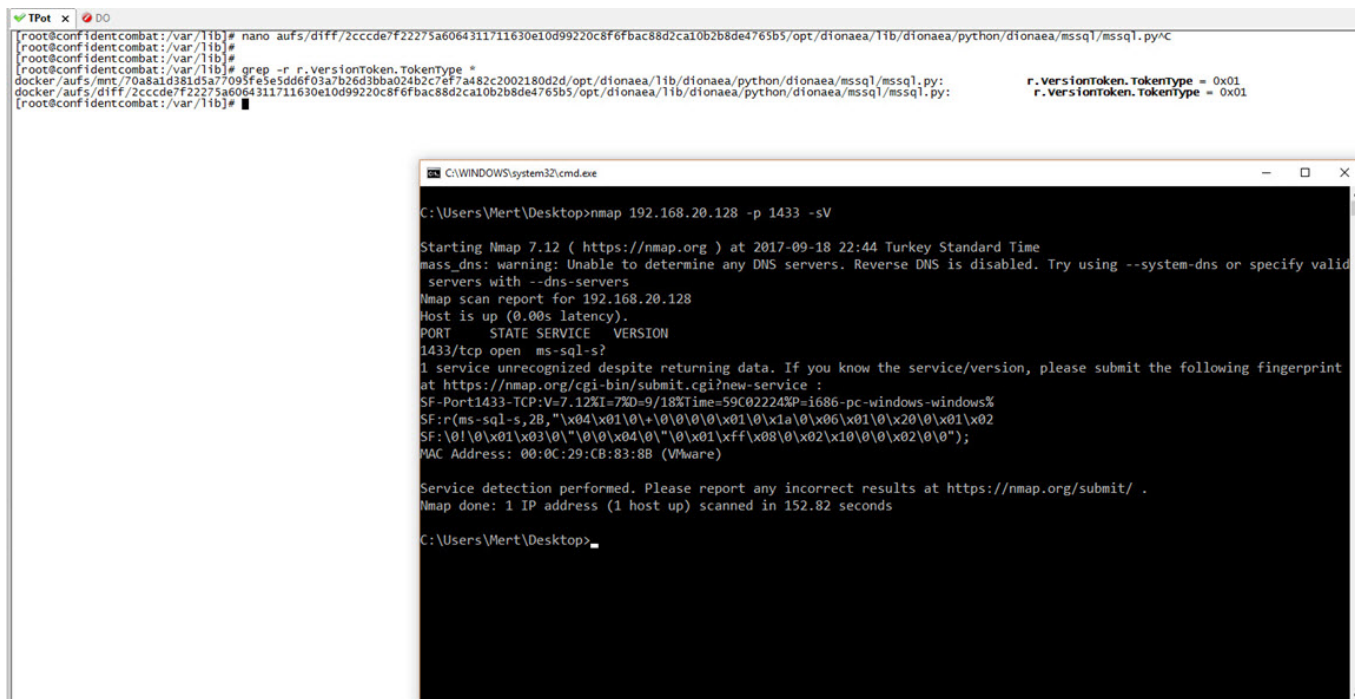 TPot x DO
[root@confidentcombat:/var/lib]# nano aufs/diff/2cccde7f22275a6064311711630e10d99220c8f6fbac88d2ca10b2b8de4765b5/opt/dionaea/lib/dionaea/python/dionaea/mssql/mssql.py^C
[root@confidentcombat:/var/lib]#
[root@confidentcombat:/var/lib]#
[root@confidentcombat:/var/lib]# grep -r r.VersionToken.TokenType *
docker/aufs/mnt/70a8a1d381d5a77095fe5e5dd6f03a7b26d3bba024b2c7ef7a482c2002180d2d/opt/dionaea/lib/dionaea/python/dionaea/mssql/mssql.py: r.VersionToken.TokenType = 0x01
docker/aufs/diff/2cccde7f22275a6064311711630e10d99220c8f6fbac88d2ca10b2b8de4765b5/opt/dionaea/lib/dionaea/python/dionaea/mssql/mssql.py: r.VersionToken.TokenType = 0x01
[root@confidentcombat:/var/lib]#
C:\WINDOWS\system32\cmd.exe
C:\Users\Mert\Desktop>nmap 192.168.20.128 -p 1433 -sV
Starting Nmap 7.12 ( https://nmap.org ) at 2017-09-18 22:44 Turkey Standard Time
mass_dns: warning: Unable to determine any DNS servers. Reverse DNS is disabled. Try using --system-dns or specify valid
servers with --dns-servers
Nmap scan report for 192.168.20.128
Host is up (0.00s latency).
PORT STATE SERVICE VERSION
1433/tcp open ms-sql-s?
1 service unrecognized despite returning data. If you know the service/version, please submit the following fingerprint
at https://nmap.org/cgi-bin/submit.cgi?new-service :
SF-Port1433-TCP:V=7.12%I=7%D=9/18%Time=59C02224%P=i686-pc-windows-windows%
SF:r(ms-sql-s,2B,"\x04\x01\0\+\0\0\0\0\x01\0\x1a\0\x06\x01\0\x20\0\x01\x02
SF:\0!\0\x01\x03\0\"\0\0\x04\0\"\0\x01\xff\x08\0\x02\x10\0\0\x02\0\0");
MAC Address: 00:0C:29:CB:83:8B (VMware)
Service detection performed. Please report any incorrect results at https://nmap.org/submit/ .
Nmap done: 1 IP address (1 host up) scanned in 152.82 seconds
C:\Users\Mert\Desktop>